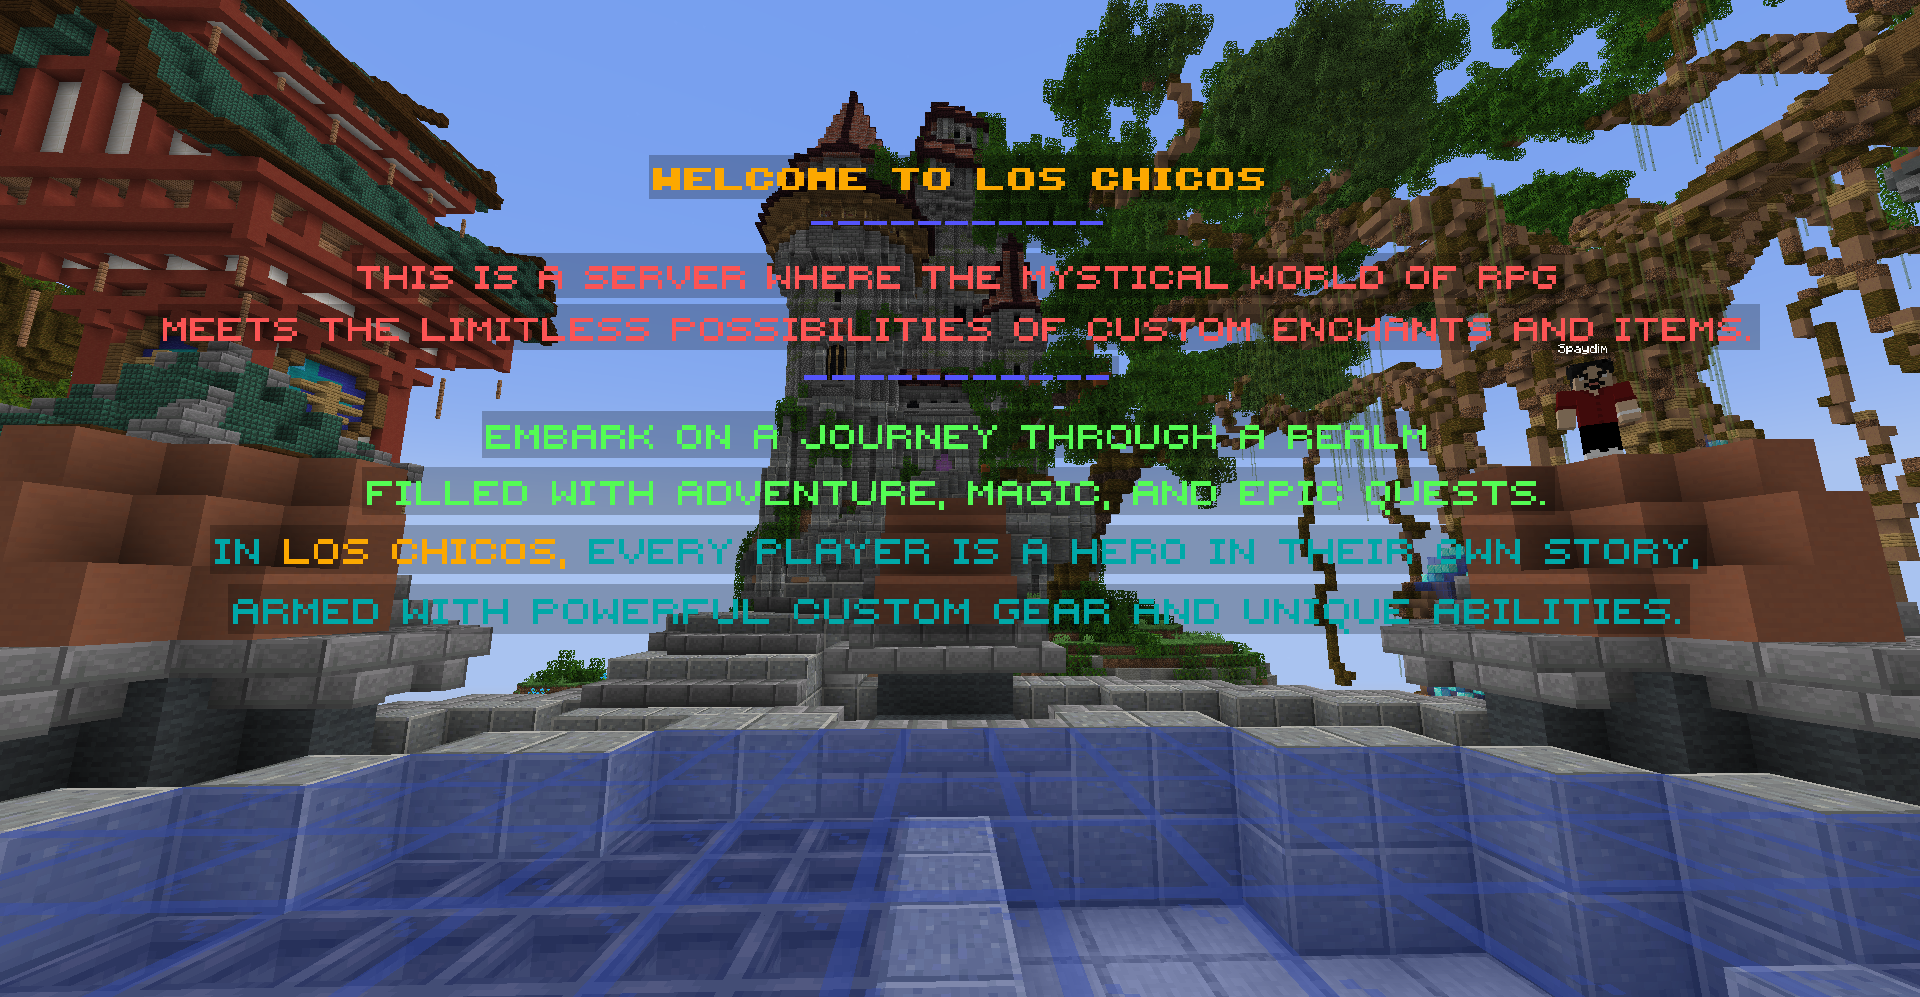 WELCOME TO LOS CHICOS
THIS IS A SERVER WHERE THE MYSTICAL WORLD OF RPG
MEETS THE LIMITLESS POSSIBILITIES OF CUSTOM ENCHANTS AND ITEMS.
3paydim
EMBARK ON A JOURNEY THROUGH A REALM
FILLED WITH ADVENTURE, MAGIC, AND EPIC QUESTS.
IN LOS CHICOS, EVERY PLAYER IS A HERO IN THEIR OWN STORY,
ARMED WITH POWERFUL CUSTOM GEAR AND UNIQUE ABILITIES.